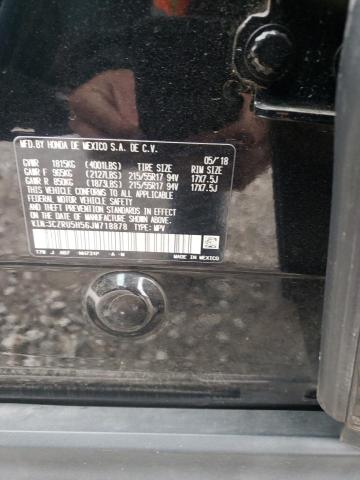 MFD.BY HONDA DE MEXICO S.A. DE C.V.
05/'18
GVWR 1815KG (4001LBS) TIRE SIZE RIM SIZE
GAWR F 965KG (2127LBS) 215/55R17 94V 17X7.5J
GAWR R 850KG (1873LBS) 215/55R17 94V 17X7.5J
THIS VEHICLE CONFORMS TO ALL APPLICABLE
FEDERAL MOTOR VEHICLE SAFETY AND
THEFT PREVENTION STANDARDS IN EFFECT ON
THE DATE OF MANUFACTURE SHOWN ABOVE.
V.I.N.:3CZRU5H56JM718878 TYPE: MPV
T7S J -A -N
MADE IN MEXICO